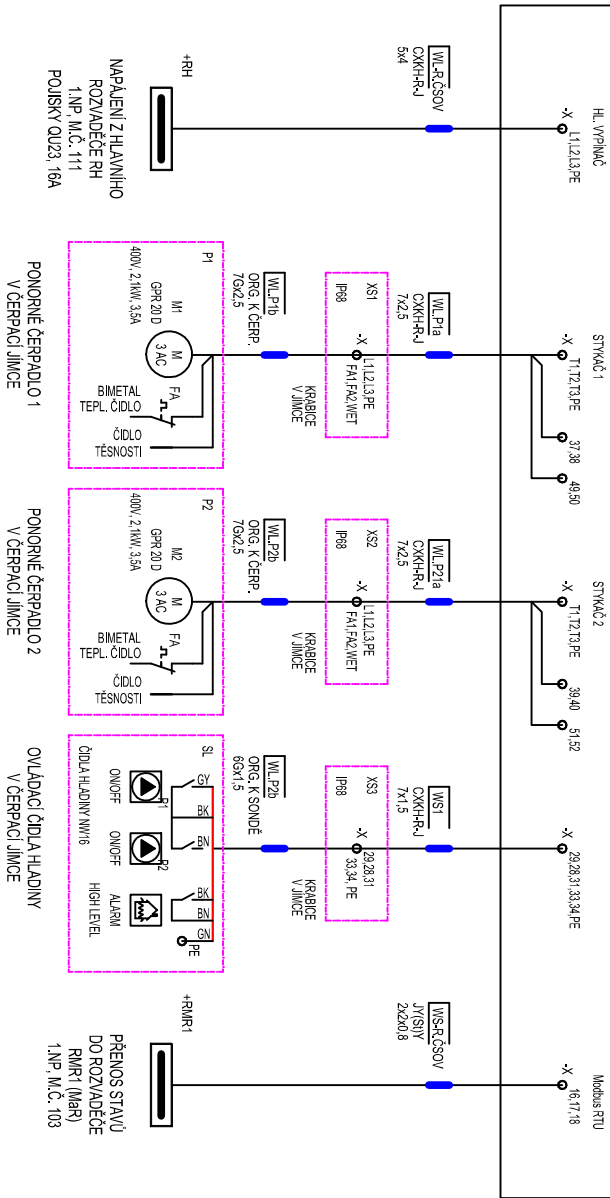 HL. VYPÍNAČ
-X
L1,L2,L3,PE
WL-R.ČSOV
CXKH-R-J
5x4
+RH
NAPÁJENÍ Z HLAVNÍHO
ROZVADĚČE RH
1.NP, M.Č. 111
POJISKY QU23, 16A
STYKAČ 1
-X
T1,T2,T3,PE
37,38
49,50
WL.P1a
CXKH-R-J
7x2,5
XS1
IP68
-X
L1,L2,L3,PE
FA1,FA2,WET
KRABICE
V JÍMCE
WL.P1b
ORG. K ČERP.
7Gx2,5
P1
M1
GPR 20 D
400V, 2,1kW, 3,5A
M
3 AC
FA
BIMETAL
TEPL. ČIDLO
ČIDLO
TĚSNOSTI
PONORNÉ ČERPADLO 1
V ČERPACÍ JÍMCE
STYKAČ 2
-X
T1,T2,T3,PE
39,40
51,52
WL.P21a
CXKH-R-J
7x2,5
XS2
IP68
-X
L1,L2,L3,PE
FA1,FA2,WET
KRABICE
V JÍMCE
WL.P2b
ORG. K ČERP.
7Gx2,5
P2
M2
GPR 20 D
400V, 2,1kW, 3,5A
M
3 AC
FA
BIMETAL
TEPL. ČIDLO
ČIDLO
TĚSNOSTI
PONORNÉ ČERPADLO 2
V ČERPACÍ JÍMCE
-X
29,28,31,33,34,PE
WS1
CXKH-R-J
7x1,5
XS3
IP68
-X
29,28,31
33,34, PE
KRABICE
V JÍMCE
WL.P2b
ORG. K SONDĚ
6Gx1,5
SL
GY
BK
BN
BK
BN
GN
PE
P1
P2
ON/OFF
ON/OFF
ALARM
HIGH LEVEL
ČIDLA HLADINY NW16
OVLÁDACÍ ČIDLA HLADINY
V ČERPACÍ JÍMCE
Modbus RTU
-X
16,17,18
WS-R.ČSOV
JY(St)Y
2x2x0,8
+RMR1
PŘENOS STAVŮ
DO ROZVADĚČE
RMR1 (MaR)
1.NP, M.Č. 103